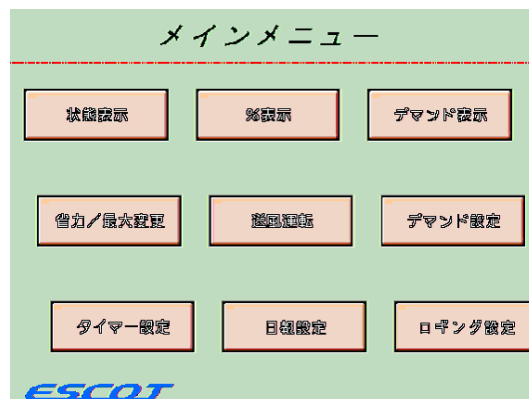 メインメニュー
状態表示 %表示 デマンド表示
省力／最大変更 送風運転 デマンド設定
タイマー設定 日報設定 ロギング設定
ESCOT